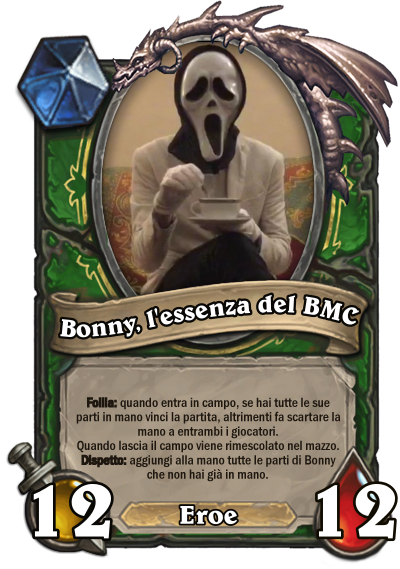 Bonny, l'essenza del BMC
Follia: quando entra in campo, se hai tutte le sue
parti in mano vinci la partita, altrimenti fa scartare la
mano a entrambi i giocatori.
Quando lascia il campo viene rimescolato nel mazzo.
Dispetto: aggiungi alla mano tutte le parti di Bonny
che non hai già in mano.
12
Eroe
12